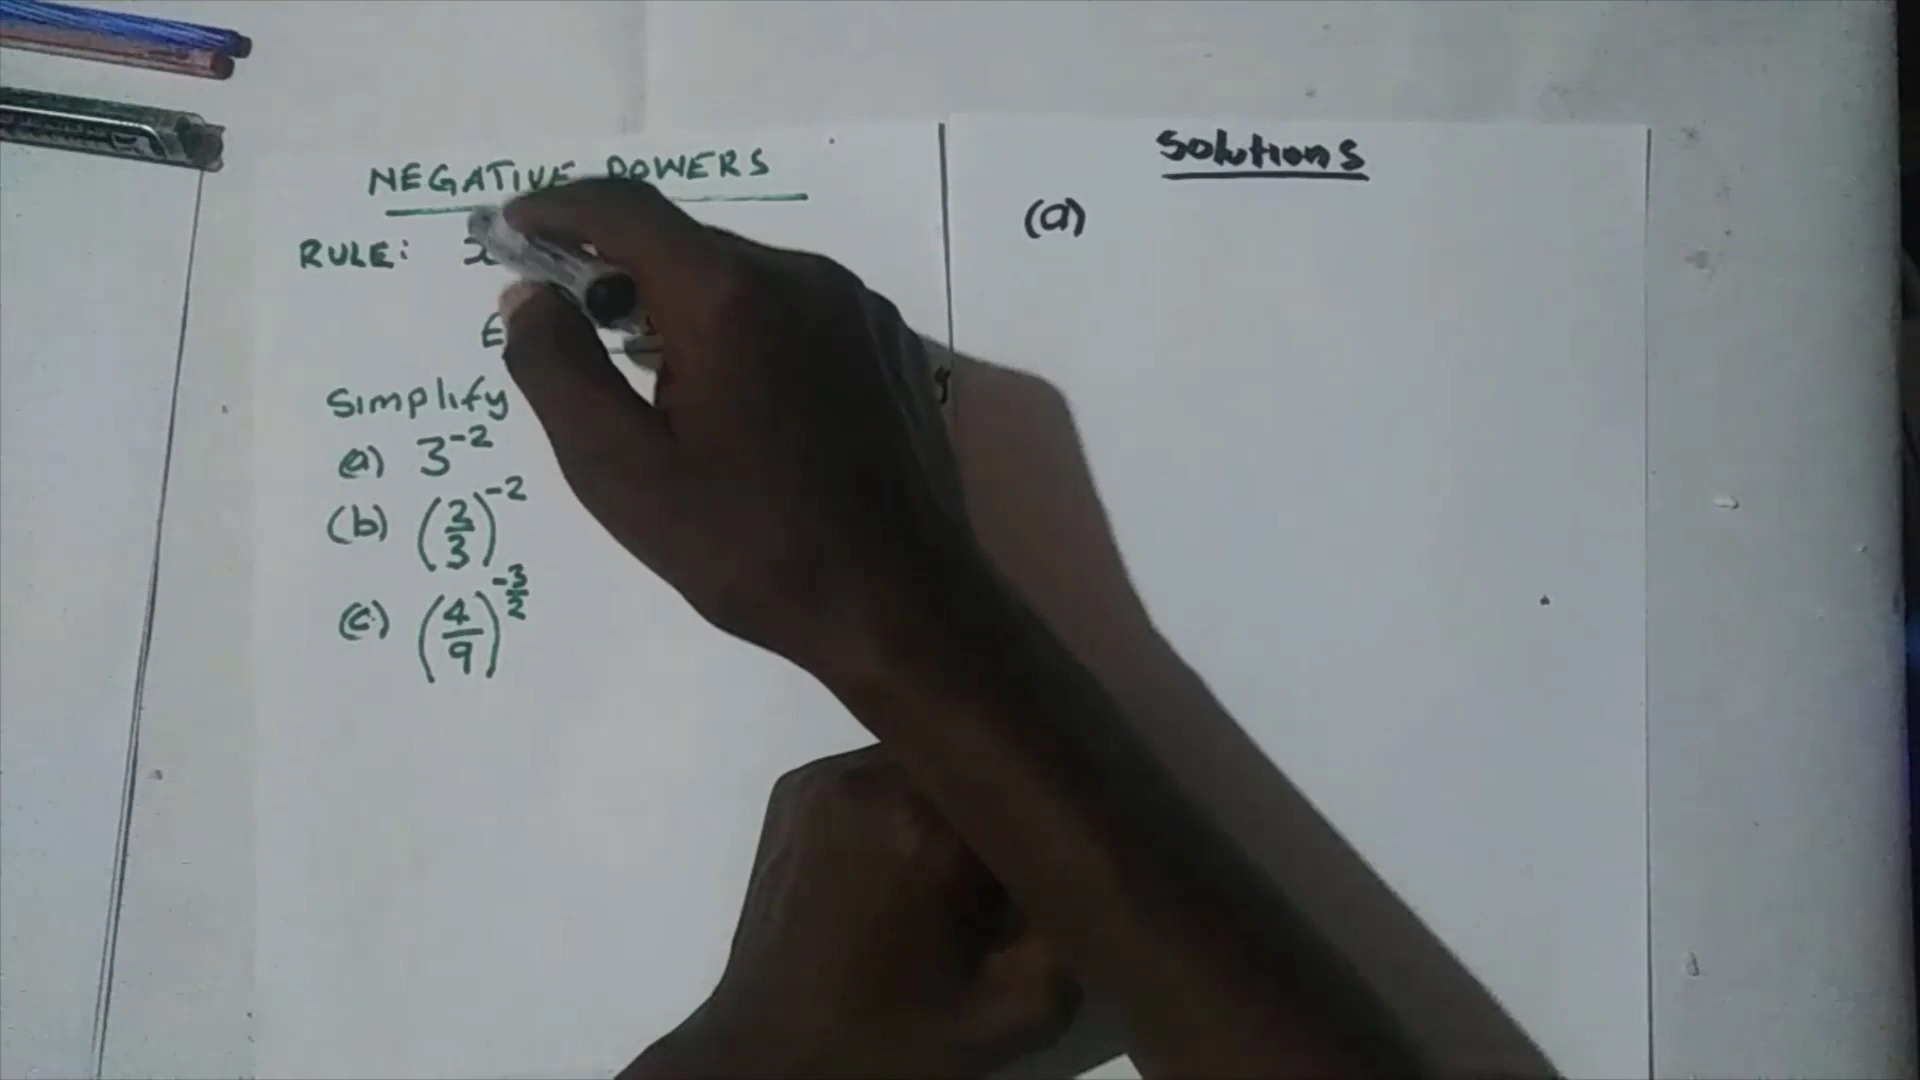 NEGATIVE POWERS
RULE: x
E
Simplify
(a) 3^-2
(b) (2/3)^-2
(c) (4/9)^-3/2
Solutions
(a)